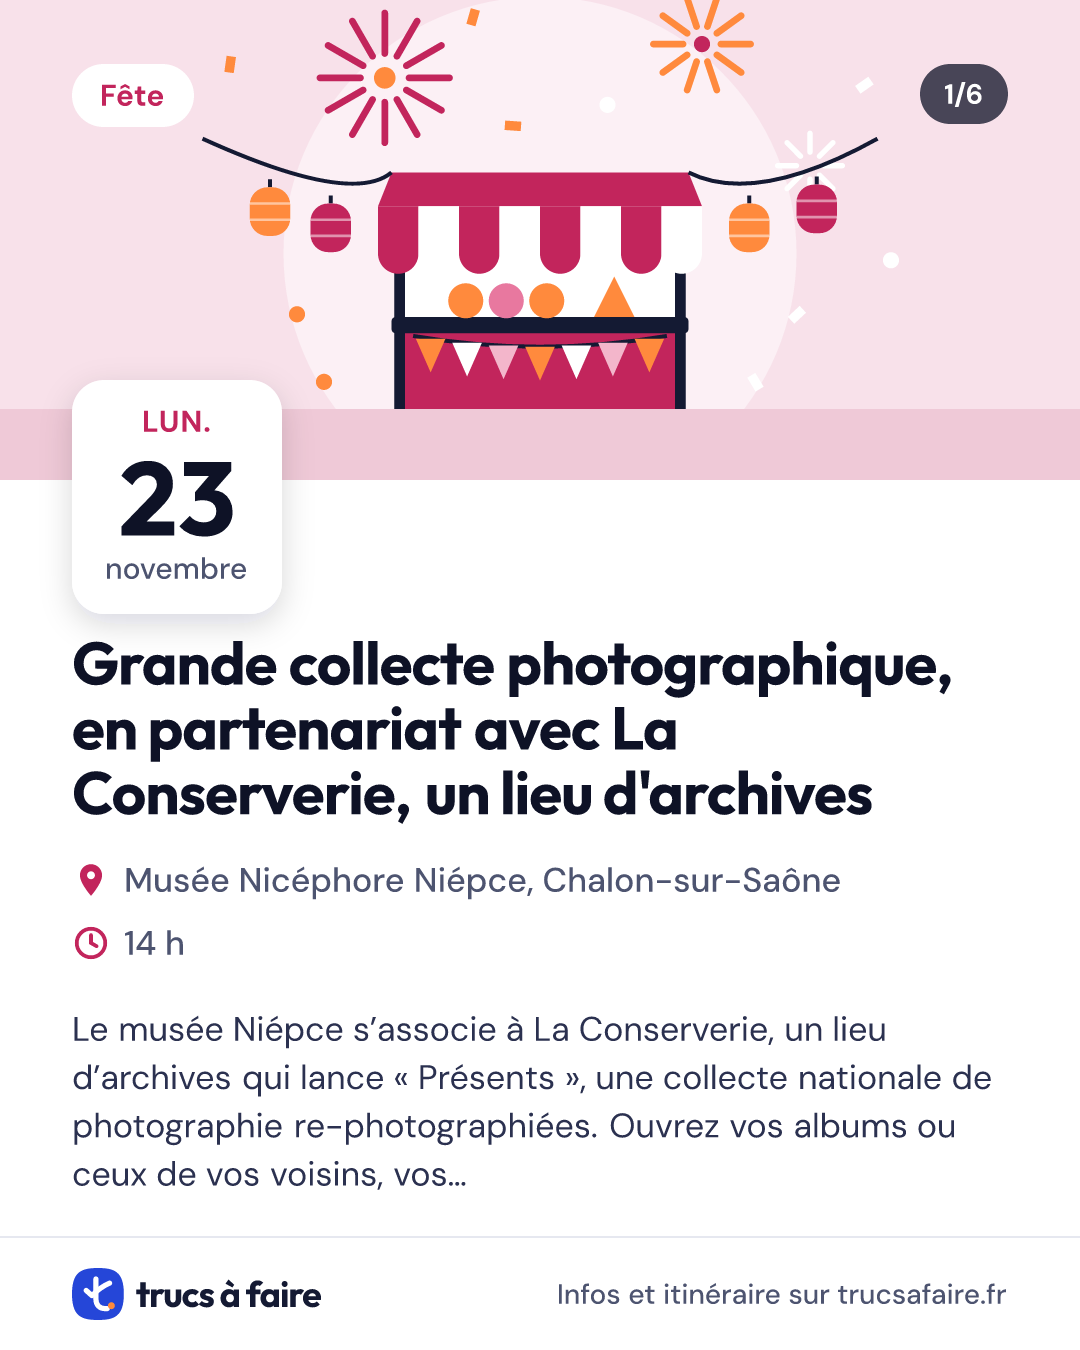 Fête
1/6
LUN.
23
novembre
Grande collecte photographique,
en partenariat avec La
Conserverie, un lieu d'archives
Musée Nicéphore Niépce, Chalon-sur-Saône
14 h
Le musée Niépce s’associe à La Conserverie, un lieu
d’archives qui lance « Présents », une collecte nationale de
photographie re-photographiées. Ouvrez vos albums ou
ceux de vos voisins, vos…
trucs à faire
Infos et itinéraire sur trucsafaire.fr